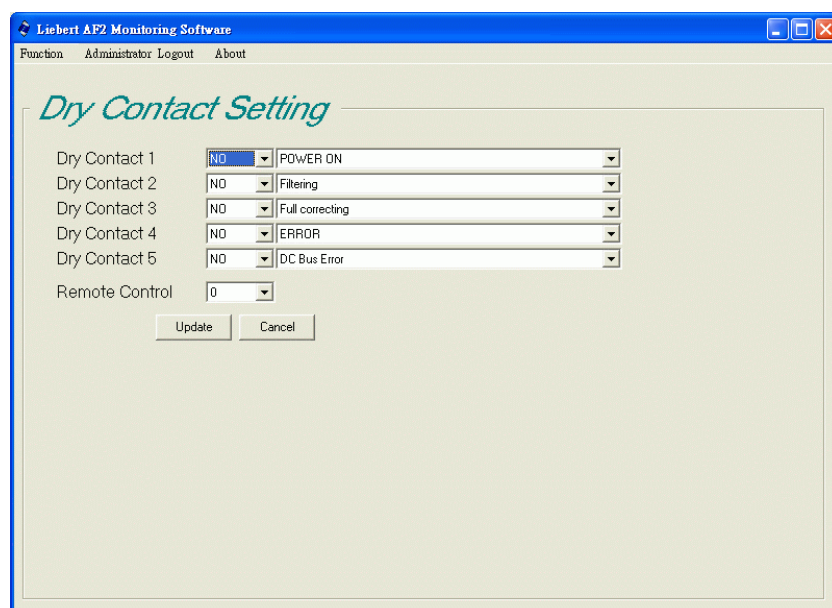 Liebert AF2 Monitoring Software
Function Administrator Logout About
Dry Contact Setting
Dry Contact 1 NO POWER ON
Dry Contact 2 NO Filtering
Dry Contact 3 NO Full correcting
Dry Contact 4 NO ERROR
Dry Contact 5 NO DC Bus Error
Remote Control 0
Update Cancel